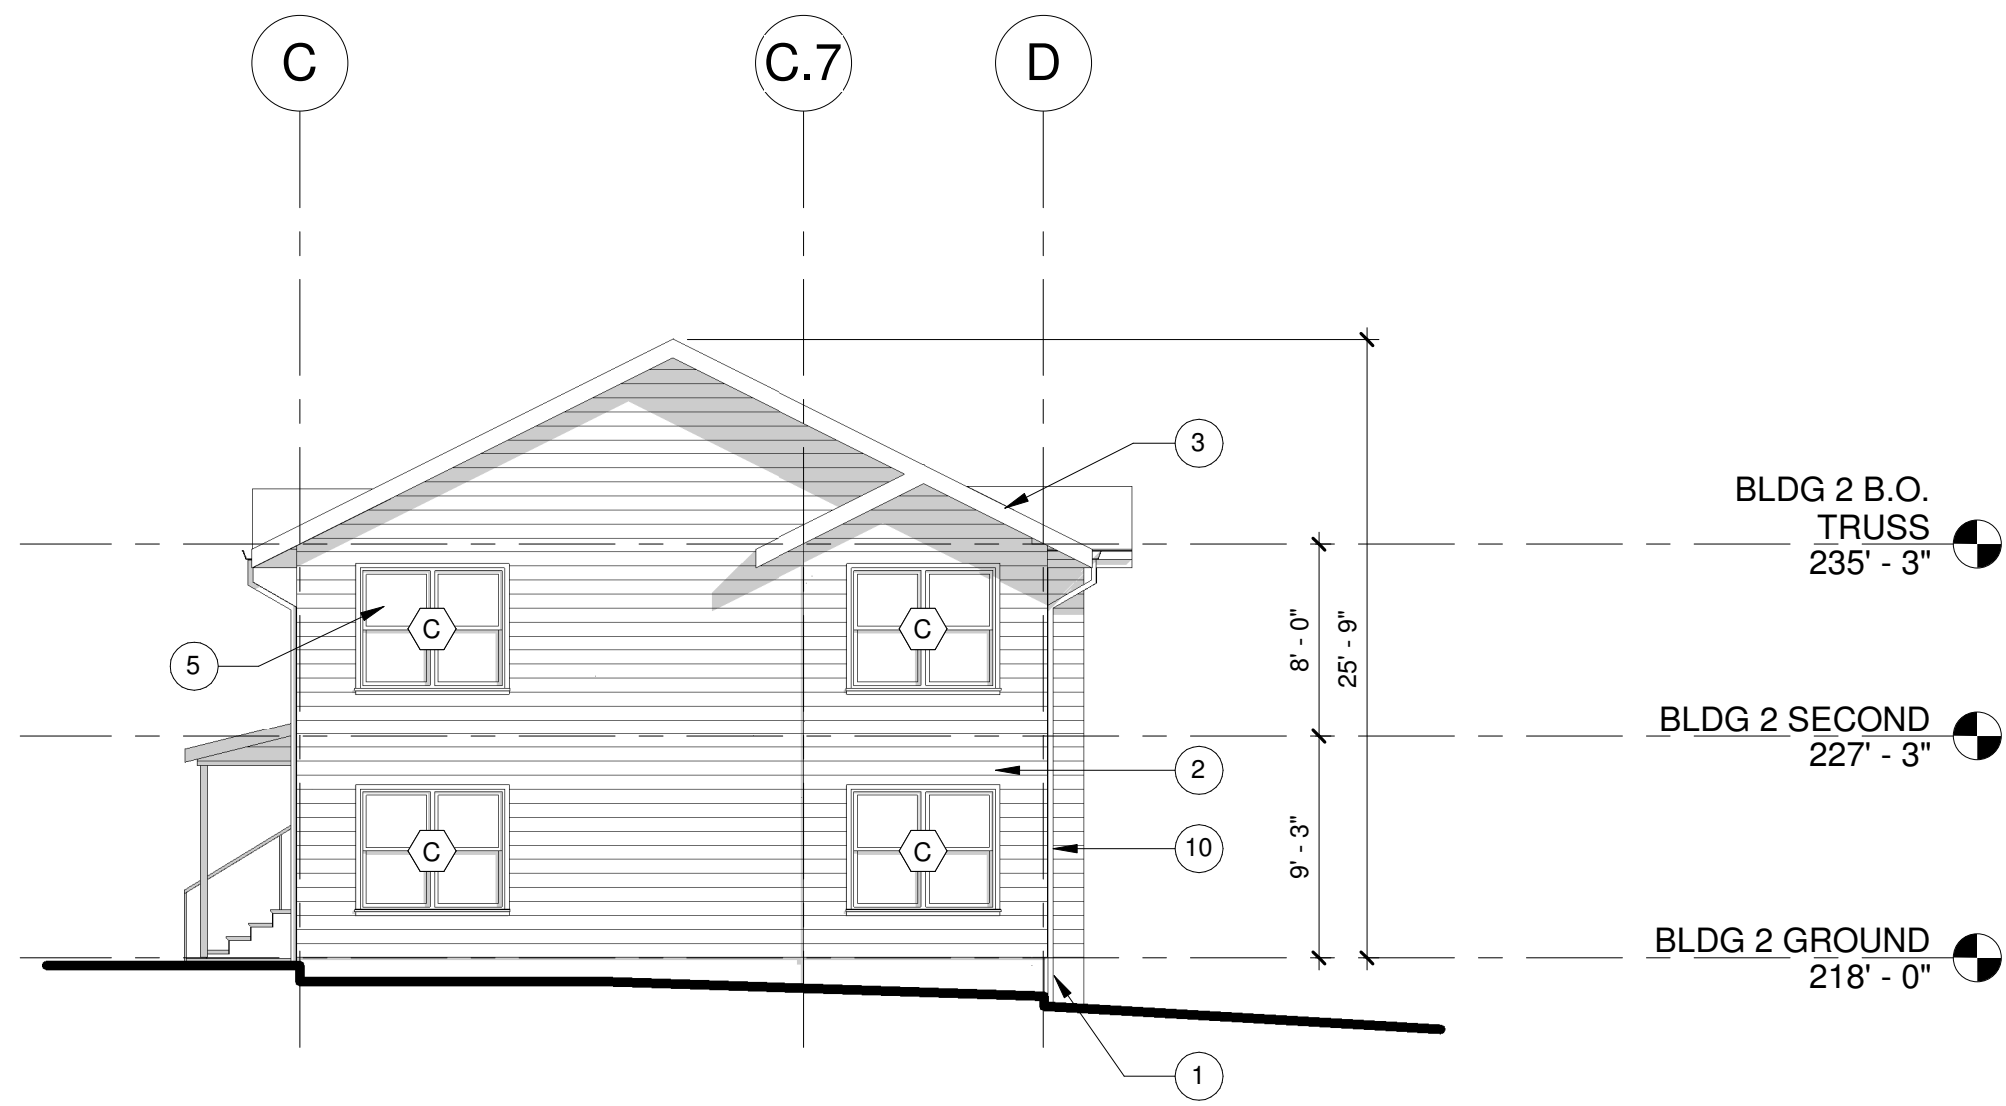 C
C.7
D
3
BLDG 2 B.O.
TRUSS
235' - 3"
8' - 0"
25' - 9"
C
C
5
BLDG 2 SECOND
227' - 3"
2
9' - 3"
C
C
10
BLDG 2 GROUND
218' - 0"
1